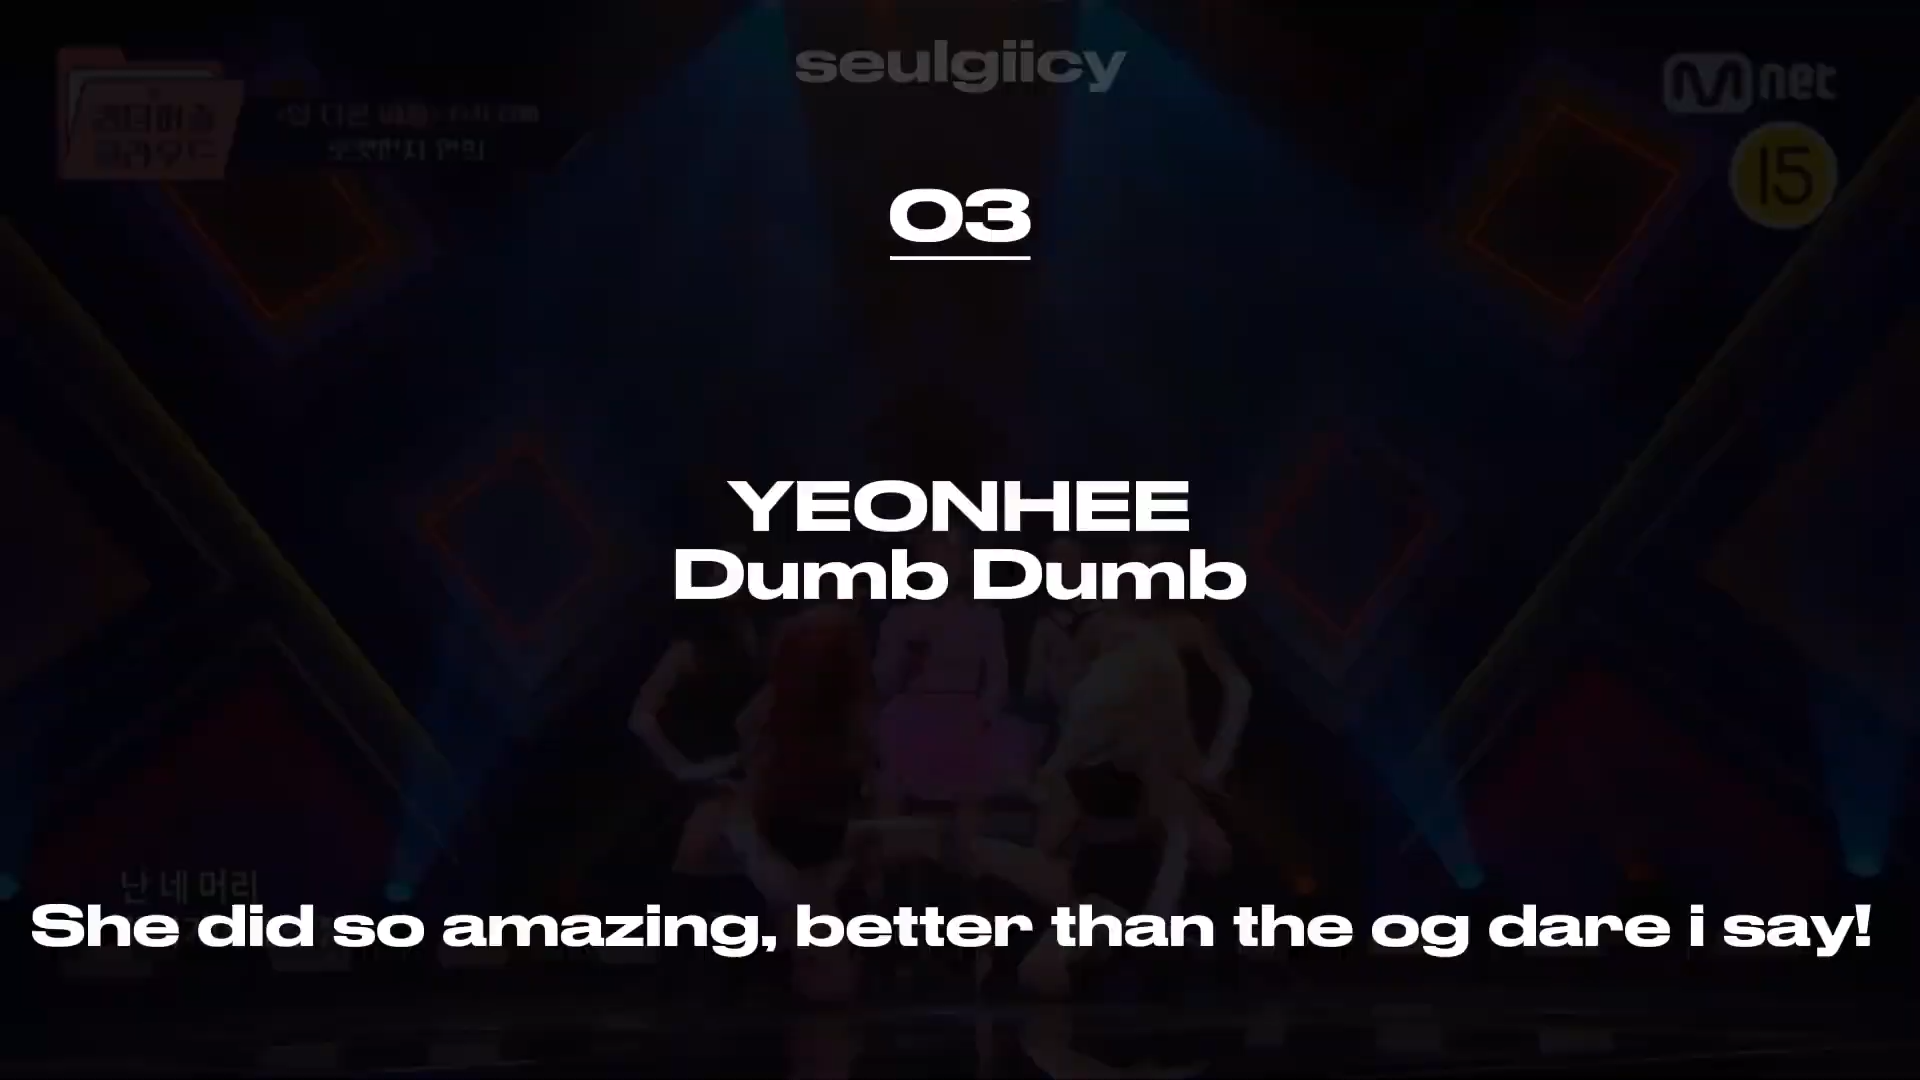 seulgiicy
Mnet
15
03
YEONHEE
Dumb Dumb
난 네 머리
She did so amazing, better than the og dare i say!